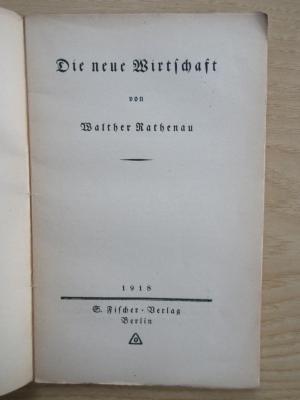 Die neue Wirtschaft
von
Walther Rathenau
1918
S. Fischer · Verlag
Berlin